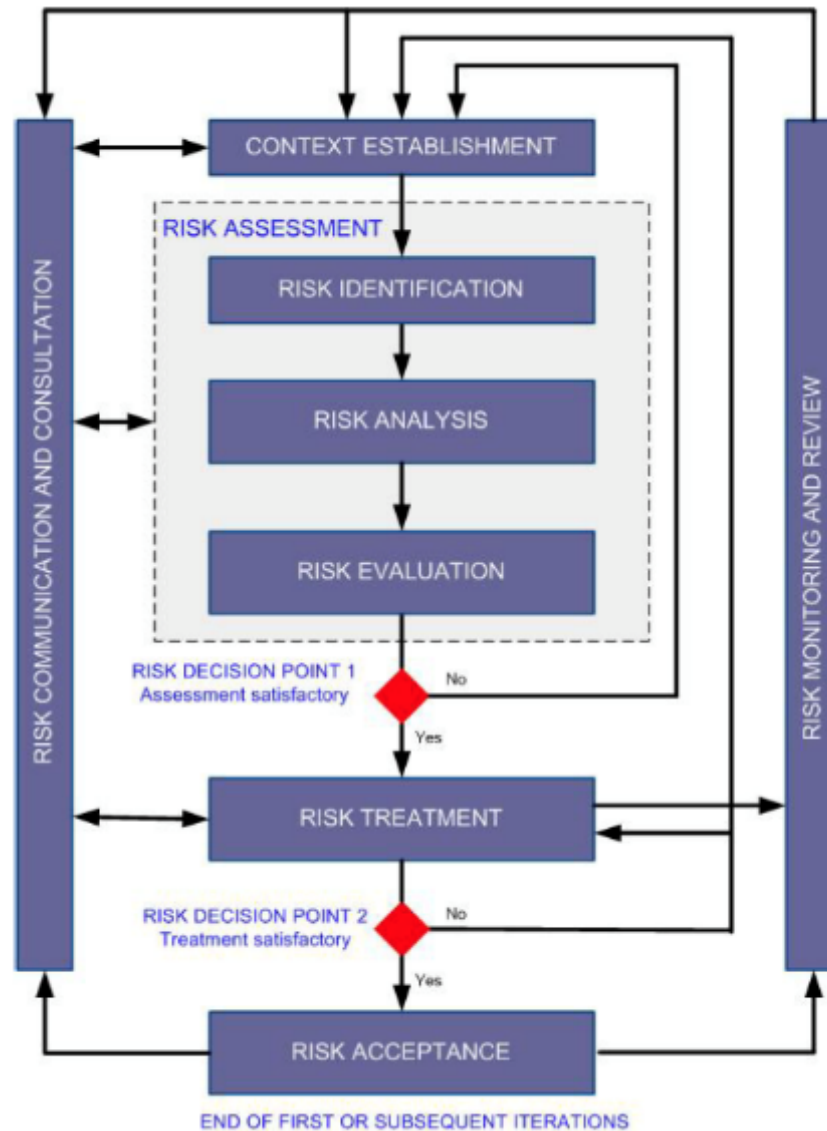 CONTEXT ESTABLISHMENT
RISK ASSESSMENT
RISK IDENTIFICATION
RISK ANALYSIS
RISK EVALUATION
RISK COMMUNICATION AND CONSULTATION
RISK MONITORING AND REVIEW
RISK DECISION POINT 1
Assessment satisfactory
No
Yes
RISK TREATMENT
RISK DECISION POINT 2
Treatment satisfactory
No
Yes
RISK ACCEPTANCE
END OF FIRST OR SUBSEQUENT ITERATIONS